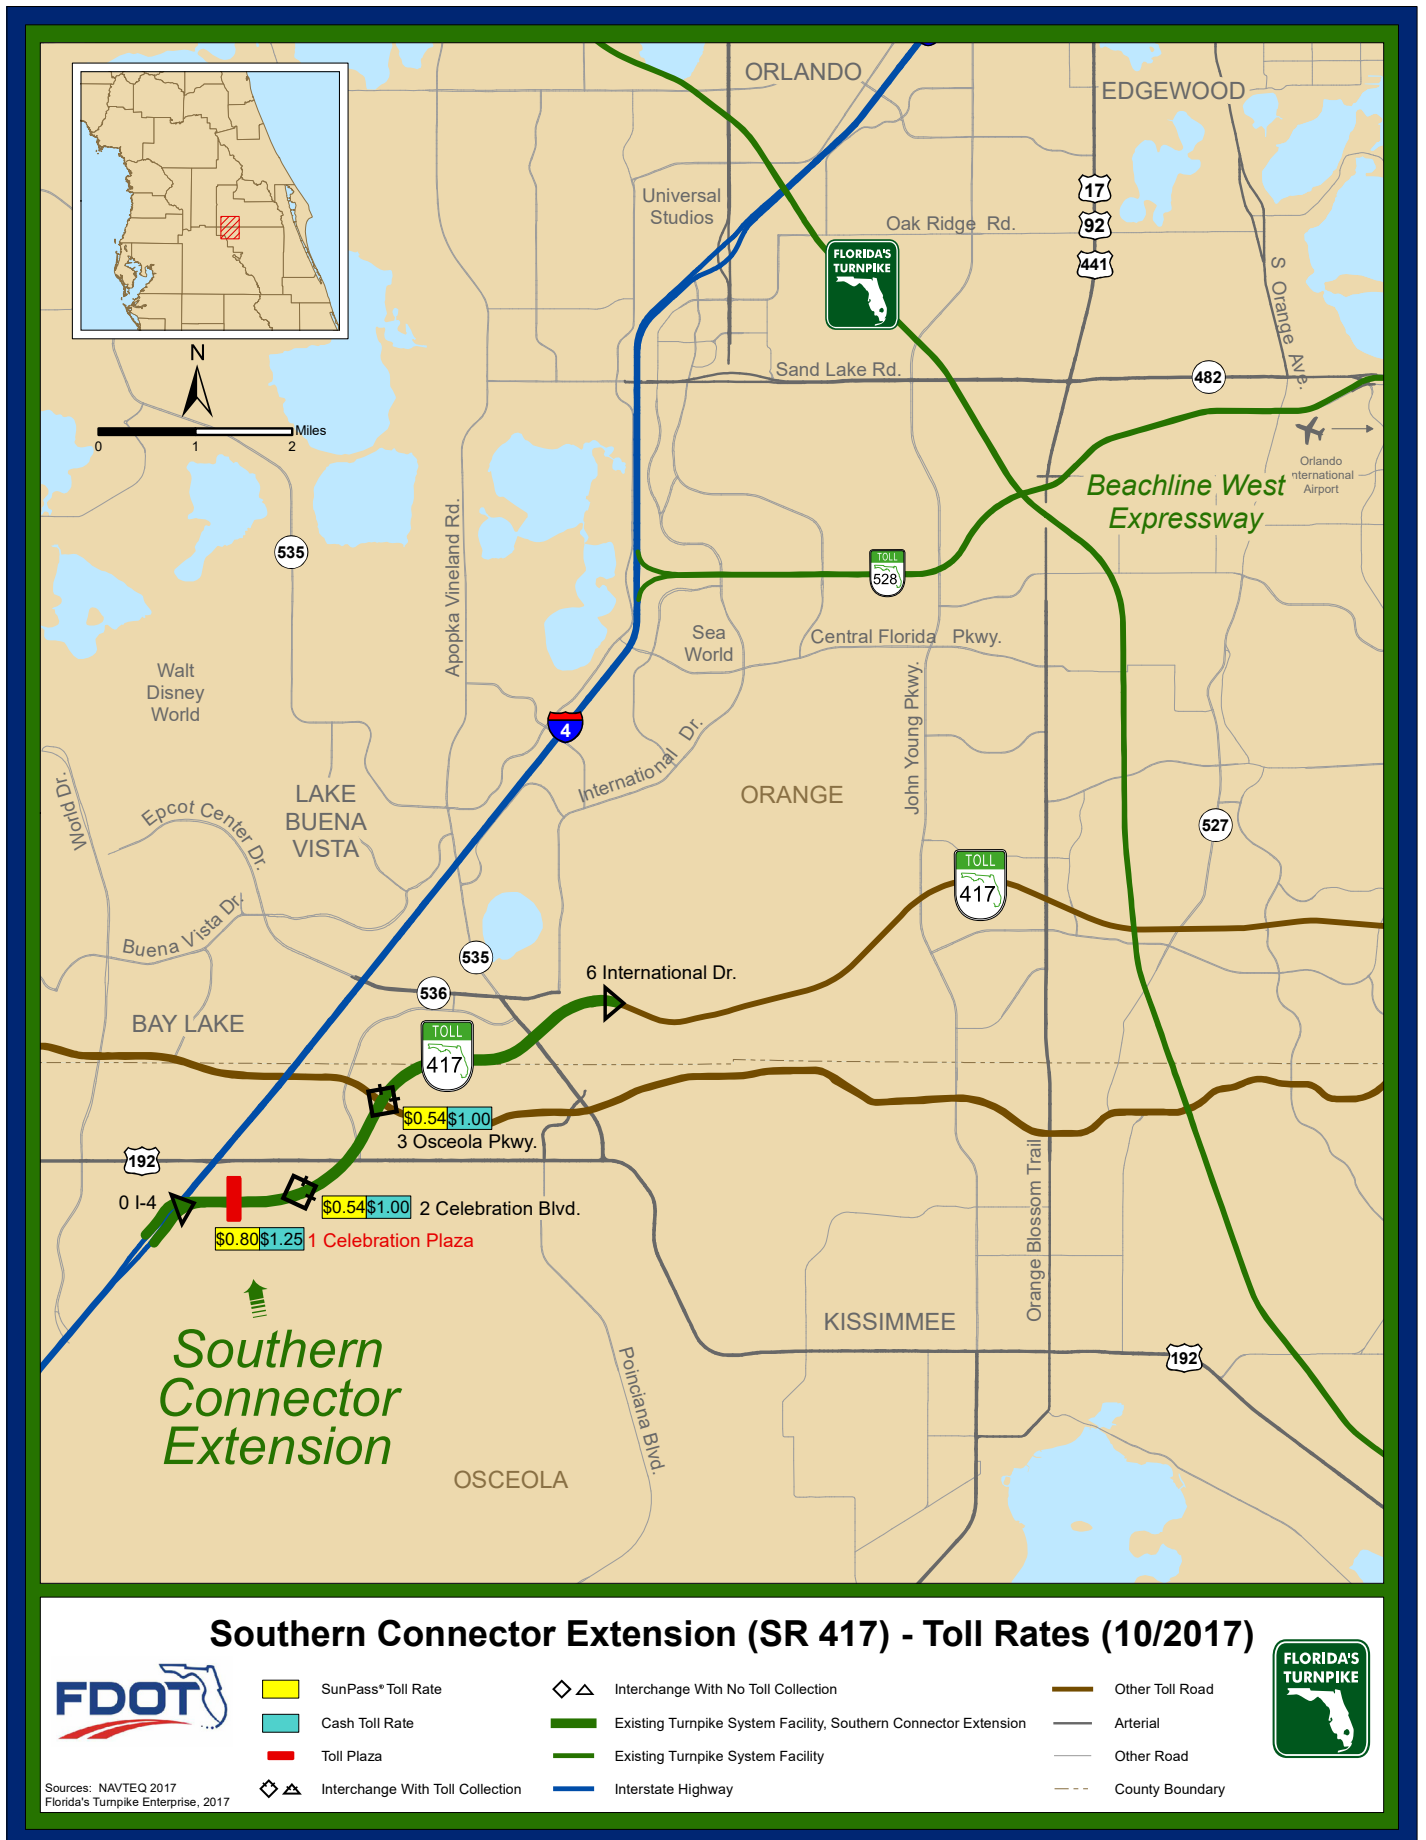 ORLANDO
EDGEWOOD
17
92
441
Universal
Studios
Oak Ridge Rd.
FLORIDA'S
TURNPIKE
S Orange Ave.
N
Miles
0 1 2
Sand Lake Rd.
482
Beachline West
Expressway
Orlando
nternational
Airport
535
Apopka Vineland Rd.
TOLL
528
Sea
World
Central Florida Pkwy.
Walt
Disney
World
4
International Dr.
John Young Pkwy.
World Dr.
Epcot Center Dr.
LAKE
BUENA
VISTA
ORANGE
527
TOLL
417
Buena Vista Dr.
535
536
6 International Dr.
BAY LAKE
TOLL
417
$0.54 $1.00
3 Osceola Pkwy.
192
0 I-4
$0.54 $1.00 2 Celebration Blvd.
$0.80 $1.25 1 Celebration Plaza
Orange Blossom Trail
KISSIMMEE
192
Southern
Connector
Extension
Poinciana Blvd.
OSCEOLA
Southern Connector Extension (SR 417) - Toll Rates (10/2017)
FDOT
SunPass® Toll Rate
Cash Toll Rate
Toll Plaza
Interchange With Toll Collection
Interchange With No Toll Collection
Existing Turnpike System Facility, Southern Connector Extension
Existing Turnpike System Facility
Interstate Highway
Other Toll Road
Arterial
Other Road
County Boundary
FLORIDA'S
TURNPIKE
Sources: NAVTEQ 2017
Florida's Turnpike Enterprise, 2017